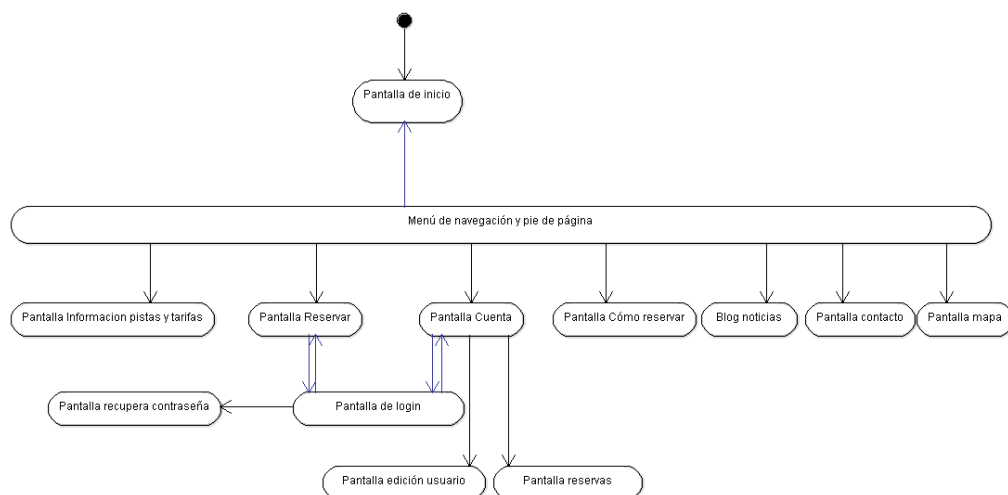 Pantalla de inicio
Menú de navegación y pie de página
Pantalla Informacion pistas y tarifas
Pantalla Reservar
Pantalla Cuenta
Pantalla Cómo reservar
Blog noticias
Pantalla contacto
Pantalla mapa
Pantalla recupera contraseña
Pantalla de login
Pantalla edición usuario
Pantalla reservas